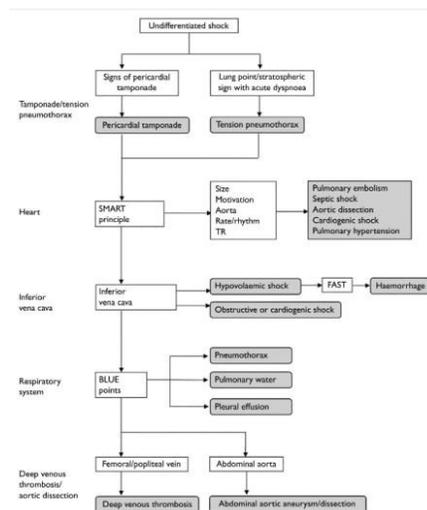 Undifferentiated shock
Signs of pericardial
tamponade
Lung point/stratospheric
sign with acute dyspnoea
Tamponade/tension
pneumothorax
Pericardial tamponade
Tension pneumothorax
Heart
SMART
principle
Size
Motivation
Aorta
Rate/rhythm
TR
Pulmonary embolism
Septic shock
Aortic dissection
Cardiogenic shock
Pulmonary hypertension
Inferior
vena cava
Inferior
vena cava
Hypovolaemic shock
FAST
Haemorrhage
Obstructive or cardiogenic shock
Respiratory
system
BLUE
points
Pneumothorax
Pulmonary water
Pleural effusion
Deep venous
thrombosis/
aortic dissection
Femoral/popliteal vein
Abdominal aorta
Deep venous thrombosis
Abdominal aortic aneurysm/dissection